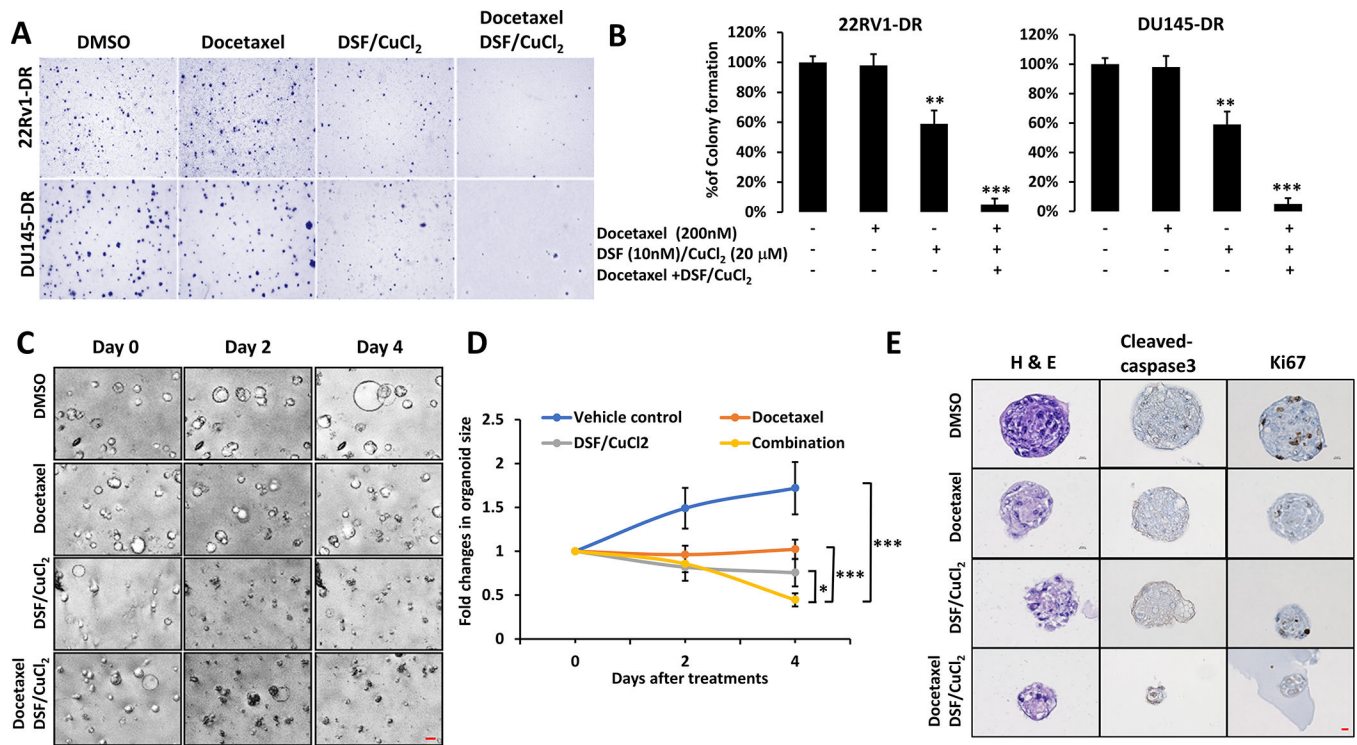 A
DMSO
Docetaxel
DSF/CuCl₂
Docetaxel
DSF/CuCl₂
22Rv1-DR
DU145-DR
B
22RV1-DR
DU145-DR
%of Colony formation
120%
100%
80%
60%
40%
20%
0%
**
***
120%
100%
80%
60%
40%
20%
0%
**
***
Docetaxel (200nM) - + - + - + - +
DSF (10nM)/CuCl₂ (20 μM) - - + + - - + +
Docetaxel +DSF/CuCl₂ - - - + - - - +
C
Day 0
Day 2
Day 4
DMSO
Docetaxel
DSF/CuCl₂
Docetaxel
DSF/CuCl₂
D
Fold changes in organoid size
2.5
2
1.5
1
0.5
0
Vehicle control
Docetaxel
DSF/CuCl2
Combination
*
***
***
0 2 4
Days after treatments
E
H & E
Cleaved-
caspase3
Ki67
DMSO
Docetaxel
DSF/CuCl₂
Docetaxel
DSF/CuCl₂